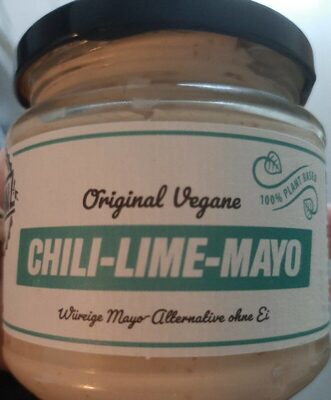 100% PLANT BASED
Original Vegane
CHILI-LIME-MAYO
Würzige Mayo-Alternative ohne Ei